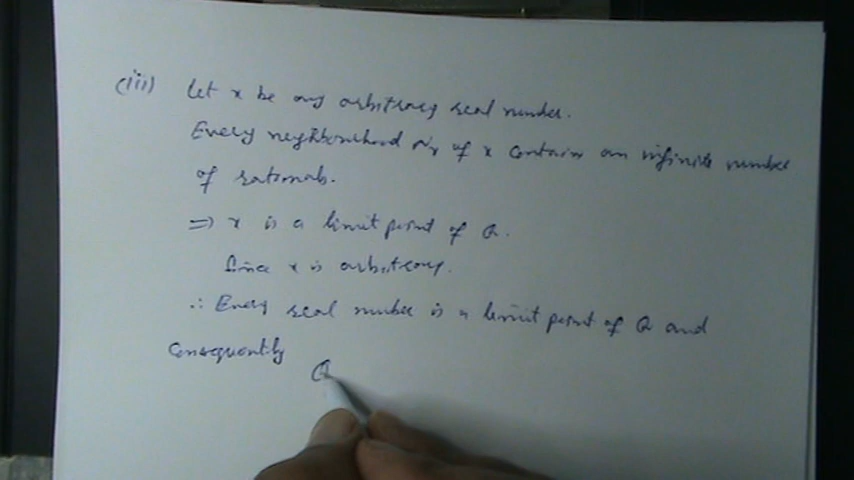 (iii) Let x be any arbitrary real number.
Every neighbourhood Nx of x contains an infinite number
of rationals.
⇒ x is a limit point of Q.
Since x is arbitrary.
∴ Every real number is a limit point of Q and
Consequently Q